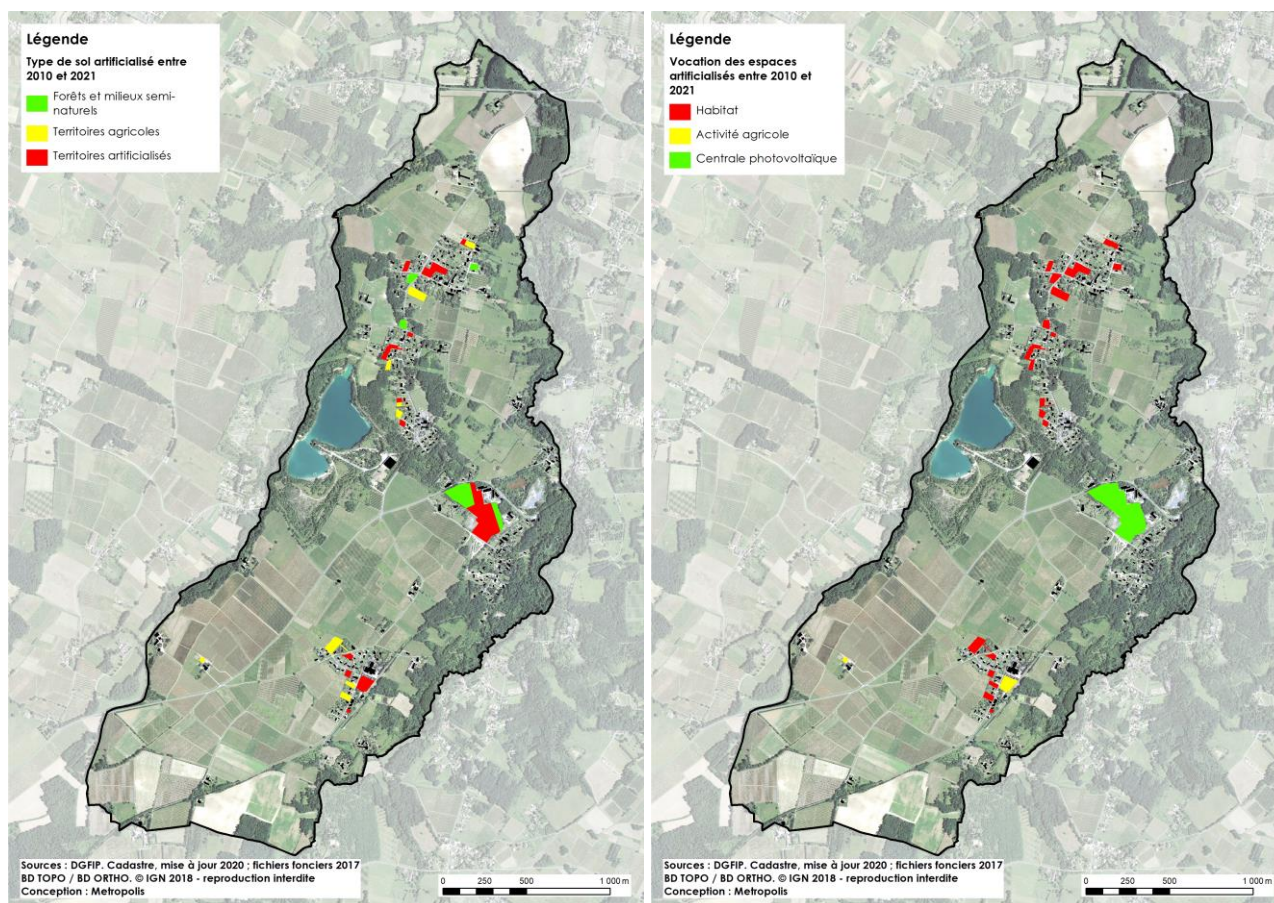 Légende
Type de sol artificialisé entre
2010 et 2021
Forêts et milieux semi-
naturels
Territoires agricoles
Territoires artificialisés
Sources : DGFIP. Cadastre, mise à jour 2020 ; fichiers fonciers 2017
BD TOPO / BD ORTHO. © IGN 2018 - reproduction interdite
Conception : Metropolis
0 250 500 1 000 m
Légende
Vocation des espaces
artificialisés entre 2010 et
2021
Habitat
Activité agricole
Centrale photovoltaïque
Sources : DGFIP. Cadastre, mise à jour 2020 ; fichiers fonciers 2017
BD TOPO / BD ORTHO. © IGN 2018 - reproduction interdite
Conception : Metropolis
0 250 500 1 000 m